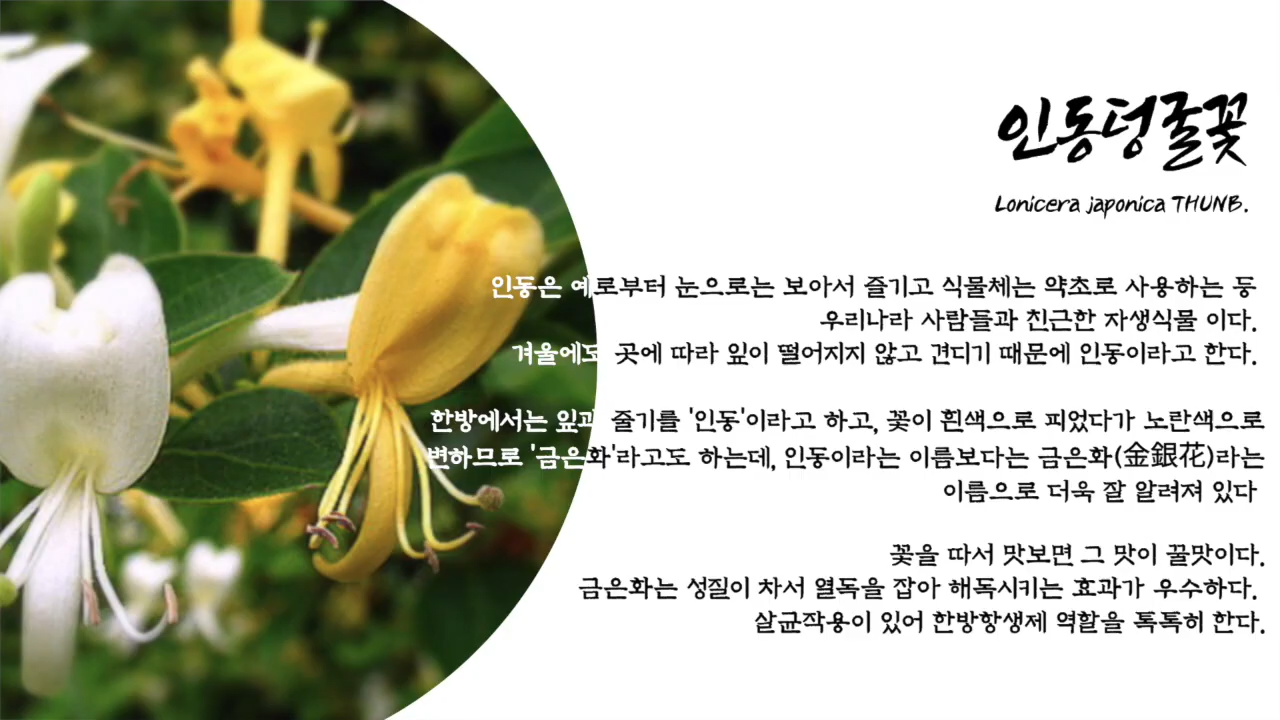 인동덩굴꽃
Lonicera japonica THUNB.
인동은 예로부터 눈으로는 보아서 즐기고 식물체는 약초로 사용하는 등
우리나라 사람들과 친근한 자생식물 이다.
겨울에도 곳에 따라 잎이 떨어지지 않고 견디기 때문에 인동이라고 한다.
한방에서는 잎과 줄기를 '인동'이라고 하고, 꽃이 흰색으로 피었다가 노란색으로
변하므로 '금은화'라고도 하는데, 인동이라는 이름보다는 금은화(金銀花)라는
이름으로 더욱 잘 알려져 있다
꽃을 따서 맛보면 그 맛이 꿀맛이다.
금은화는 성질이 차서 열독을 잡아 해독시키는 효과가 우수하다.
살균작용이 있어 한방항생제 역할을 톡톡히 한다.